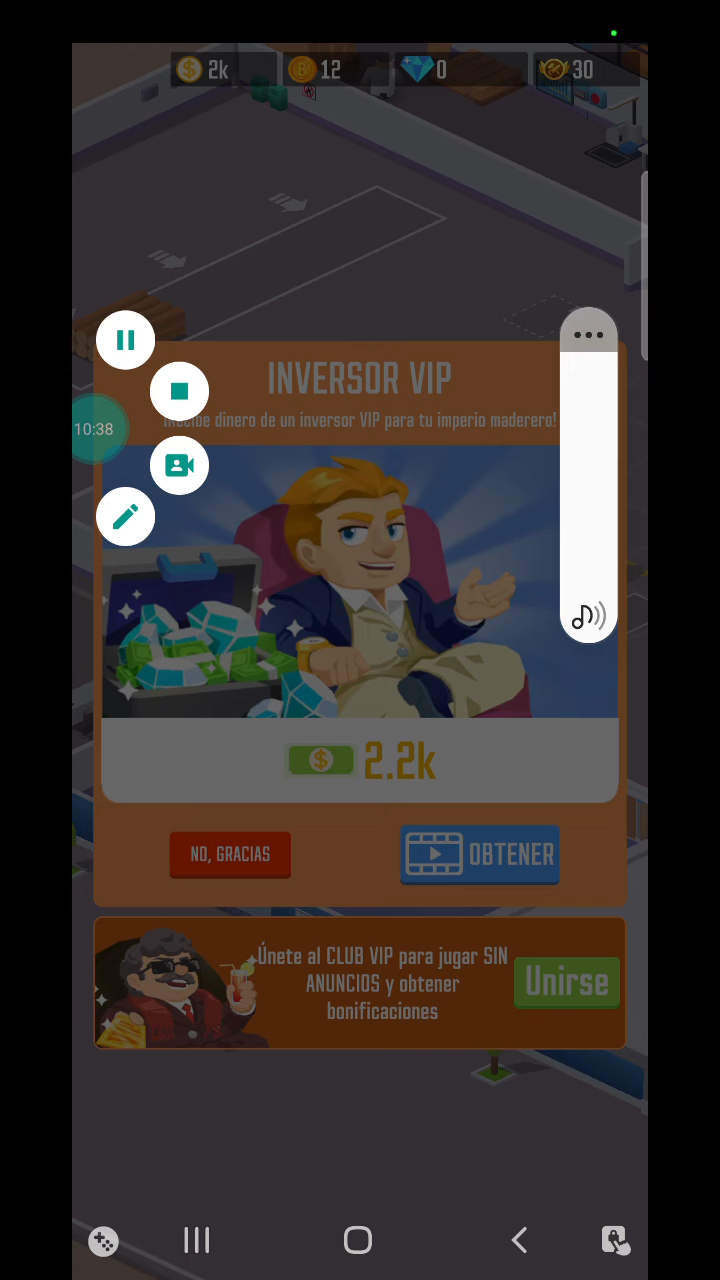 2k
12
0
30
INVERSOR VIP
¡Recibe dinero de un inversor VIP para tu imperio maderero!
10:38
2.2k
NO, GRACIAS
OBTENER
Únete al CLUB VIP para jugar SIN
ANUNCIOS y obtener
bonificaciones
Unirse